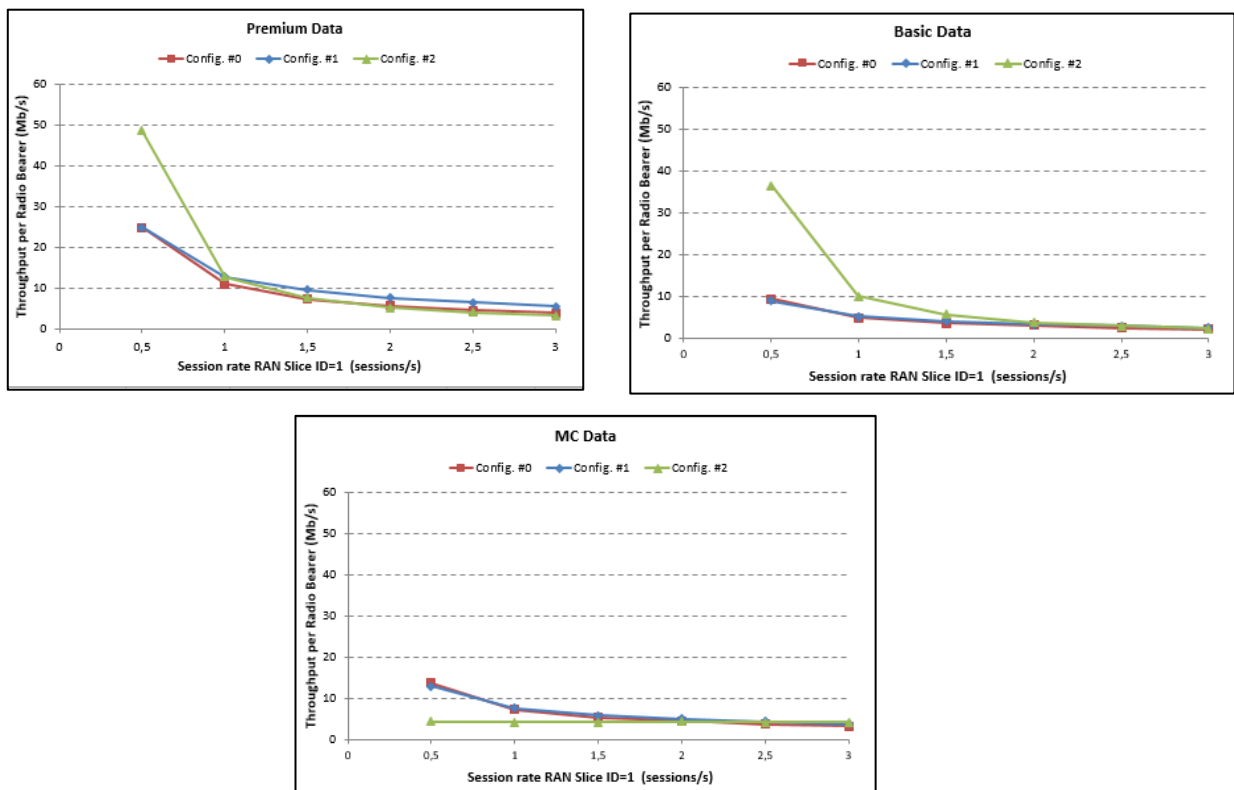 Premium Data
Config. #0 Config. #1 Config. #2
Throughput per Radio Bearer (Mb/s)
60
50
40
30
20
10
0
0 0,5 1 1,5 2 2,5 3
Session rate RAN Slice ID=1 (sessions/s)
Basic Data
Config. #0 Config. #1 Config. #2
Throughput per Radio Bearer (Mb/s)
60
50
40
30
20
10
0
0 0,5 1 1,5 2 2,5 3
Session rate RAN Slice ID=1 (sessions/s)
MC Data
Config. #0 Config. #1 Config. #2
Throughput per Radio Bearer (Mb/s)
60
50
40
30
20
10
0
0 0,5 1 1,5 2 2,5 3
Session rate RAN Slice ID=1 (sessions/s)